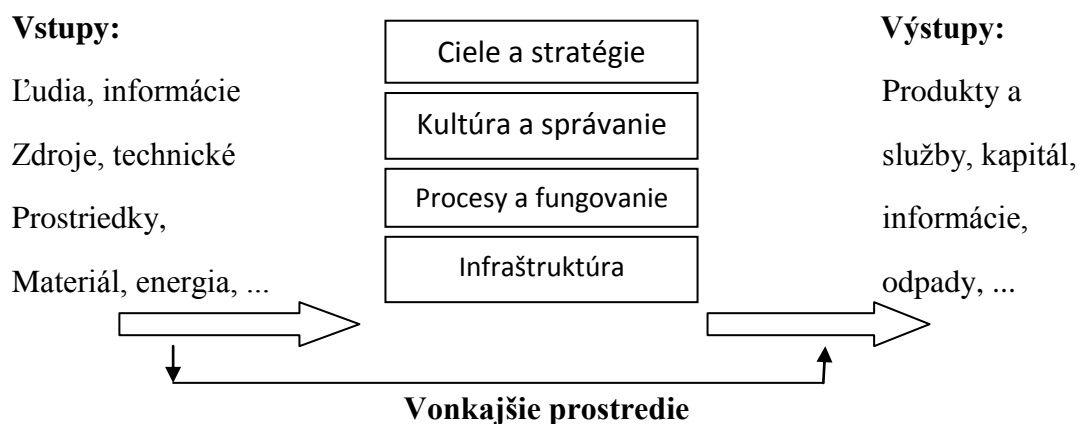 Vstupy:
Ľudia, informácie
Zdroje, technické
Prostriedky,
Materiál, energia, ...
Ciele a stratégie
Kultúra a správanie
Procesy a fungovanie
Infraštruktúra
Výstupy:
Produkty a
služby, kapitál,
informácie,
odpady, ...
Vonkajšie prostredie